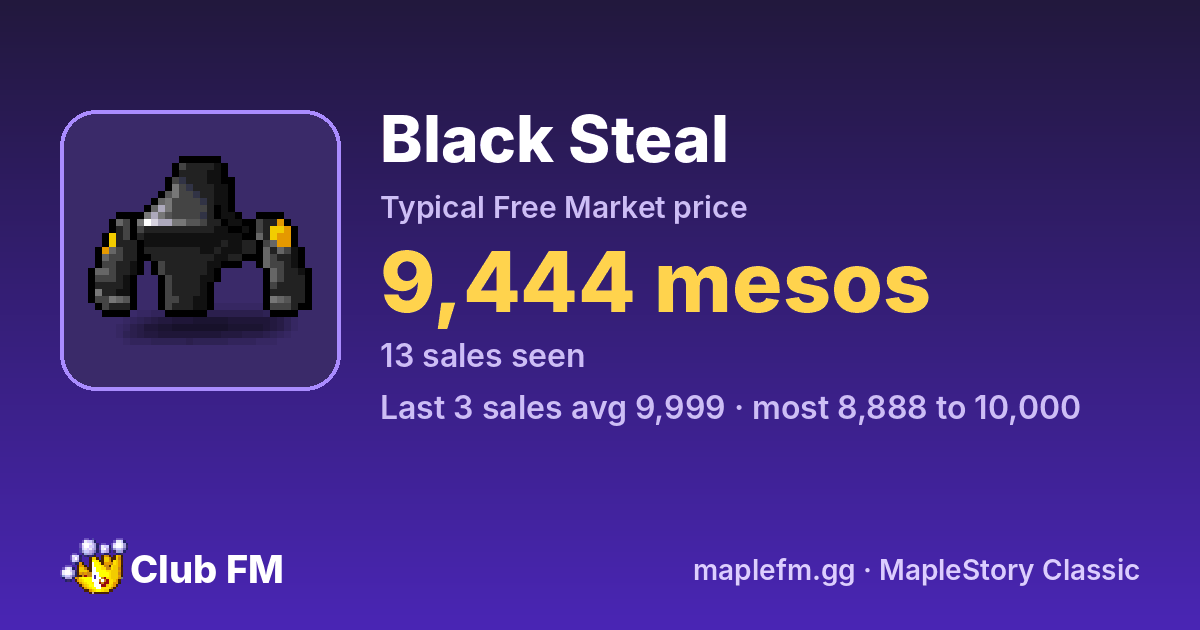 Black Steal
Typical Free Market price
9,444 mesos
13 sales seen
Last 3 sales avg 9,999 · most 8,888 to 10,000
Club FM
maplefm.gg · MapleStory Classic